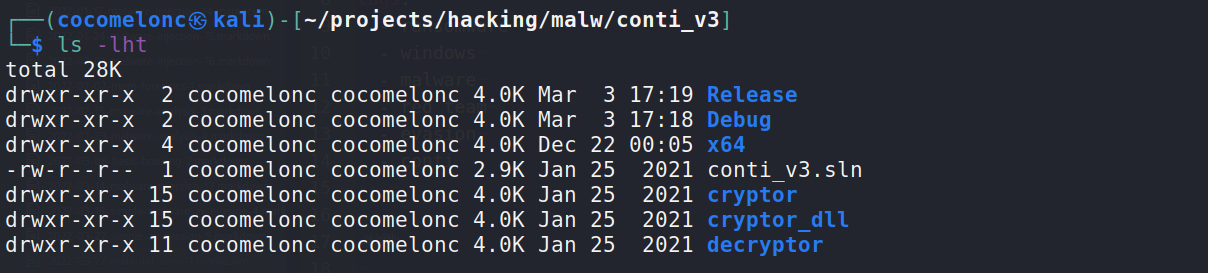 ┌──(cocomelonc㉿kali)-[~/projects/hacking/malw/conti_v3]
└─$ ls -lht
total 28K
drwxr-xr-x  2 cocomelonc cocomelonc 4.0K Mar  3 17:19 Release
drwxr-xr-x  2 cocomelonc cocomelonc 4.0K Mar  3 17:18 Debug
drwxr-xr-x  4 cocomelonc cocomelonc 4.0K Dec 22 00:05 x64
-rw-r--r--  1 cocomelonc cocomelonc 2.9K Jan 25  2021 conti_v3.sln
drwxr-xr-x 15 cocomelonc cocomelonc 4.0K Jan 25  2021 cryptor
drwxr-xr-x 15 cocomelonc cocomelonc 4.0K Jan 25  2021 cryptor_dll
drwxr-xr-x 11 cocomelonc cocomelonc 4.0K Jan 25  2021 decryptor